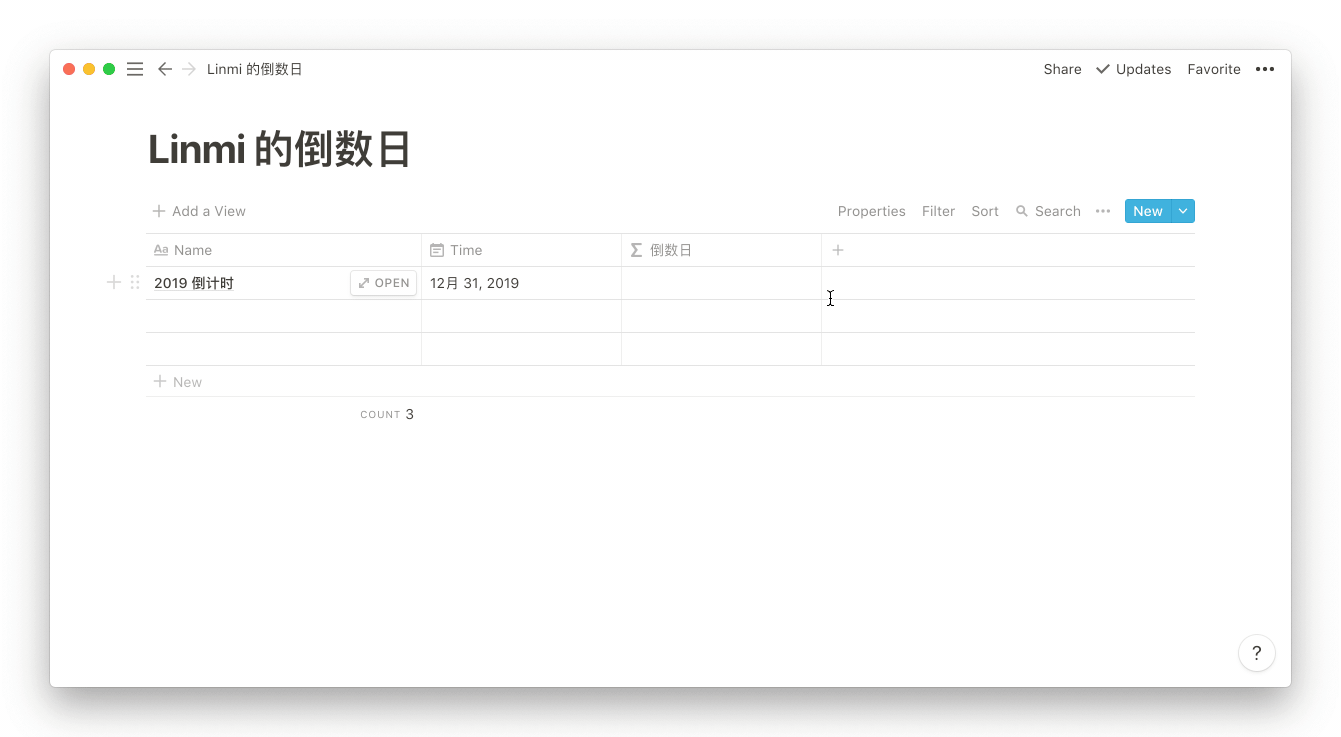 Linmi 的倒数日 Share Updates Favorite
Linmi 的倒数日
Add a View Properties Filter Sort Search New
Aa Name Time Σ 倒数日
2019 倒计时 OPEN 12月 31, 2019
New
COUNT 3
?